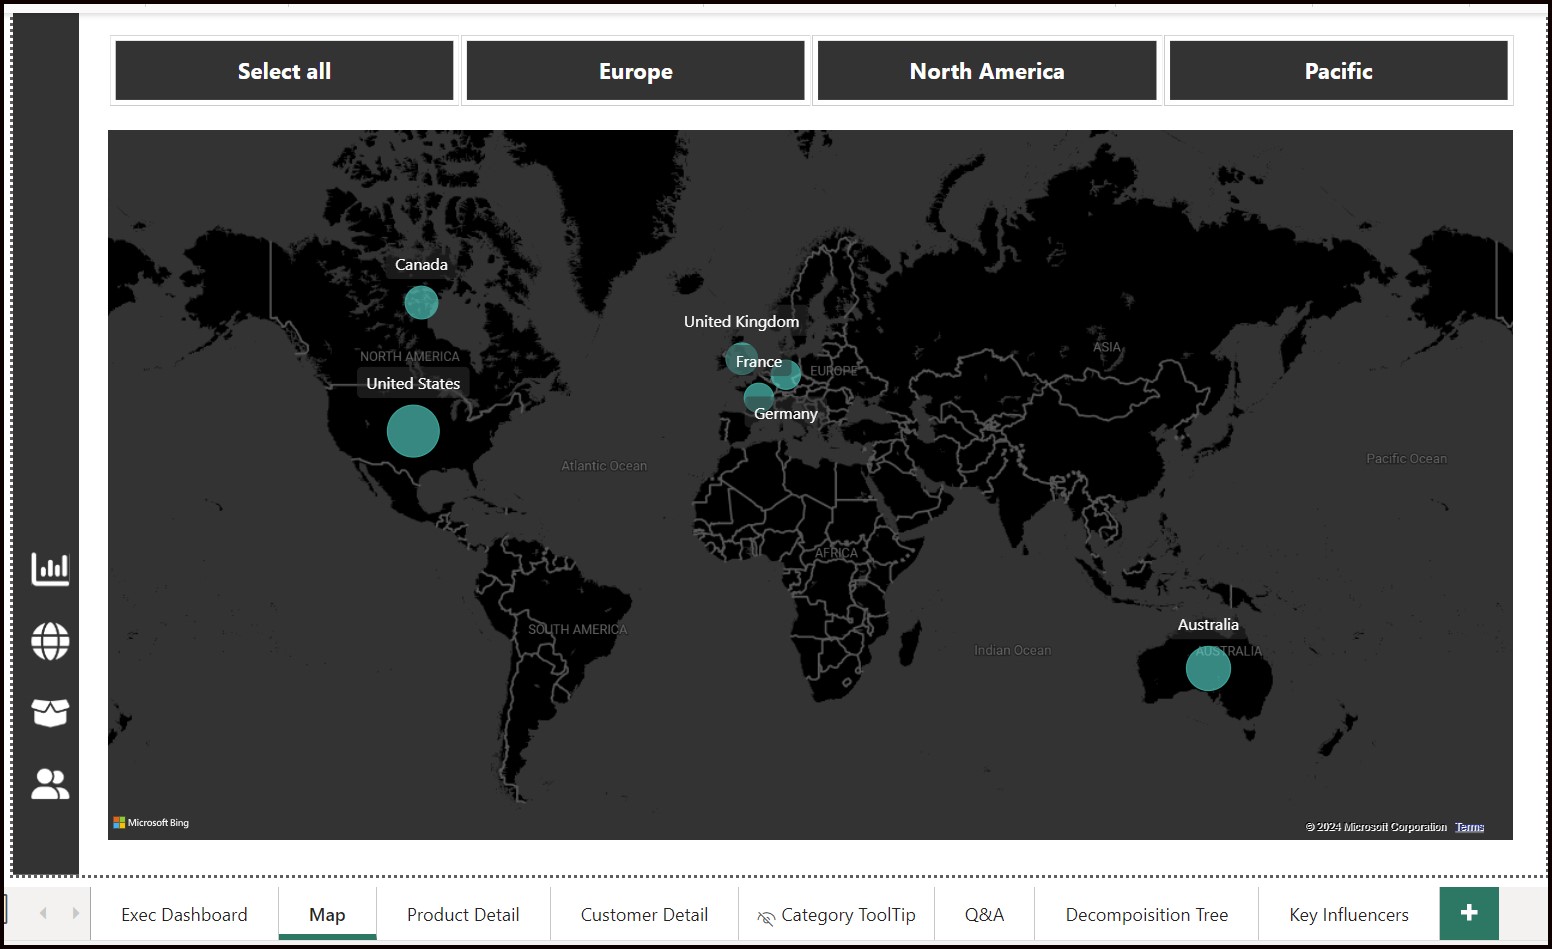 Select all
Europe
North America
Pacific
Canada
NORTH AMERICA
United States
United Kingdom
France
EUROPE
Germany
ASIA
Atlantic Ocean
Pacific Ocean
AFRICA
SOUTH AMERICA
Indian Ocean
Australia
AUSTRALIA
Microsoft Bing
© 2024 Microsoft Corporation Terms
Exec Dashboard
Map
Product Detail
Customer Detail
Category ToolTip
Q&A
Decompoisition Tree
Key Influencers
+